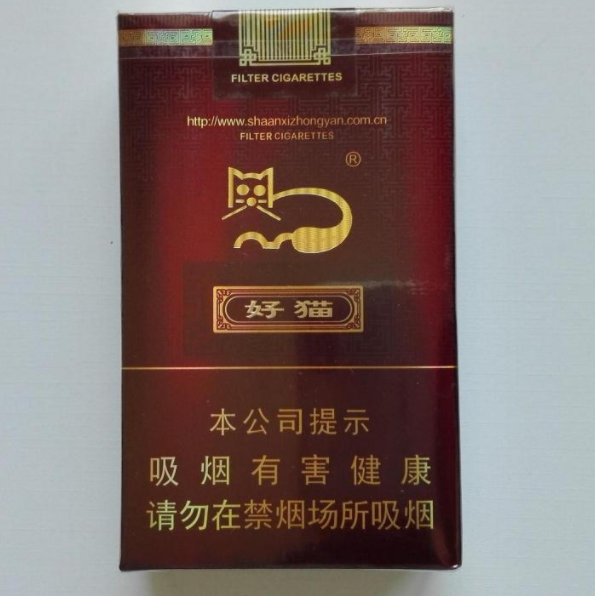 FILTER CIGARETTES
http://www.shaanxizhongyan.com.cn
FILTER CIGARETTES
®
好猫
本公司提示
吸烟有害健康
请勿在禁烟场所吸烟